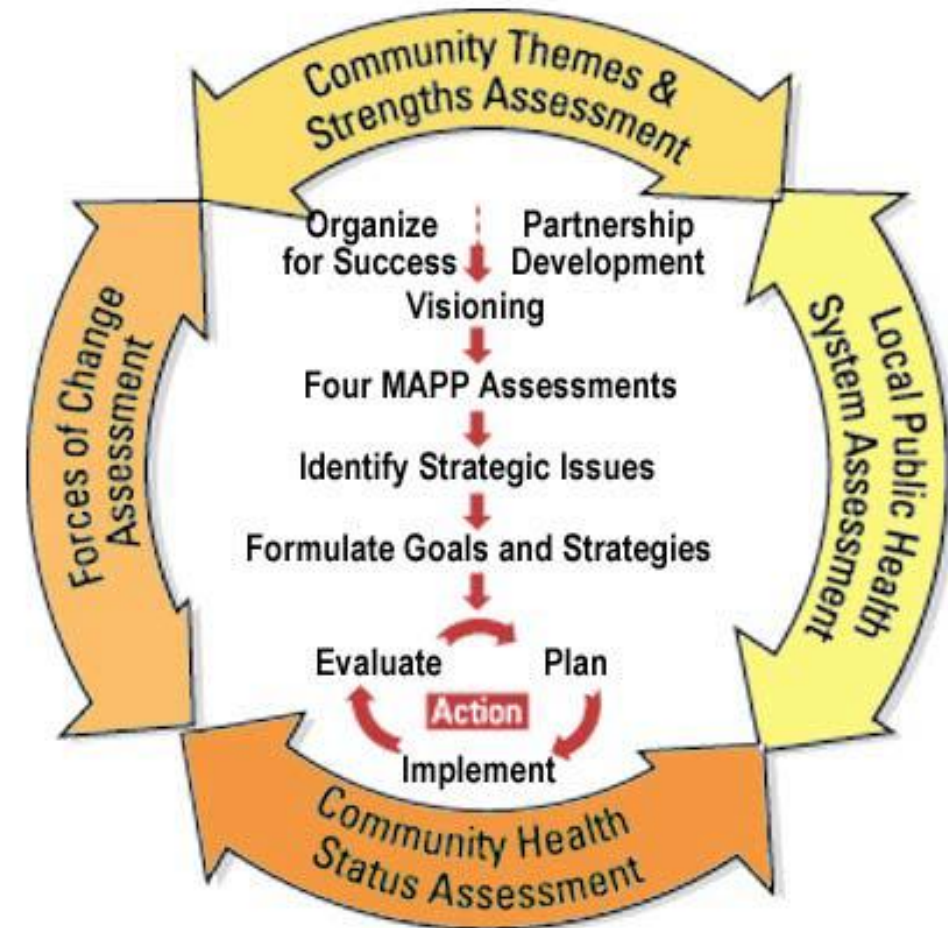 Community Themes &
Strengths Assessment
Organize
for Success
Partnership
Development
Visioning
Four MAPP Assessments
Identify Strategic Issues
Formulate Goals and Strategies
Evaluate
Plan
Action
Implement
Forces of Change
Assessment
Local Public Health
System Assessment
Community Health
Status Assessment